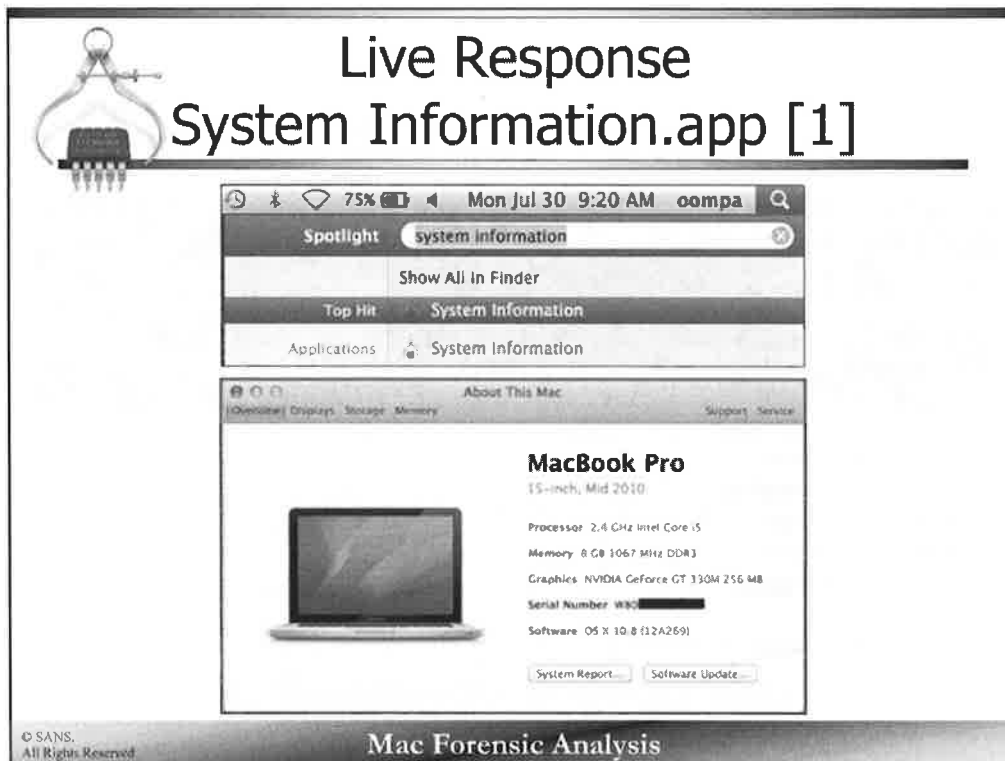 Live Response
System Information.app [1]
75% Mon Jul 30 9:20 AM oompa
Spotlight system information
Show All in Finder
Top Hit System Information
Applications System Information
About This Mac
Overview Displays Storage Memory Support Service
MacBook Pro
15-inch, Mid 2010
Processor 2.4 GHz Intel Core i5
Memory 8 GB 1067 MHz DDR3
Graphics NVIDIA GeForce GT 330M 256 MB
Serial Number W80
Software OS X 10.8 (12A269)
System Report... Software Update...
© SANS,
All Rights Reserved
Mac Forensic Analysis